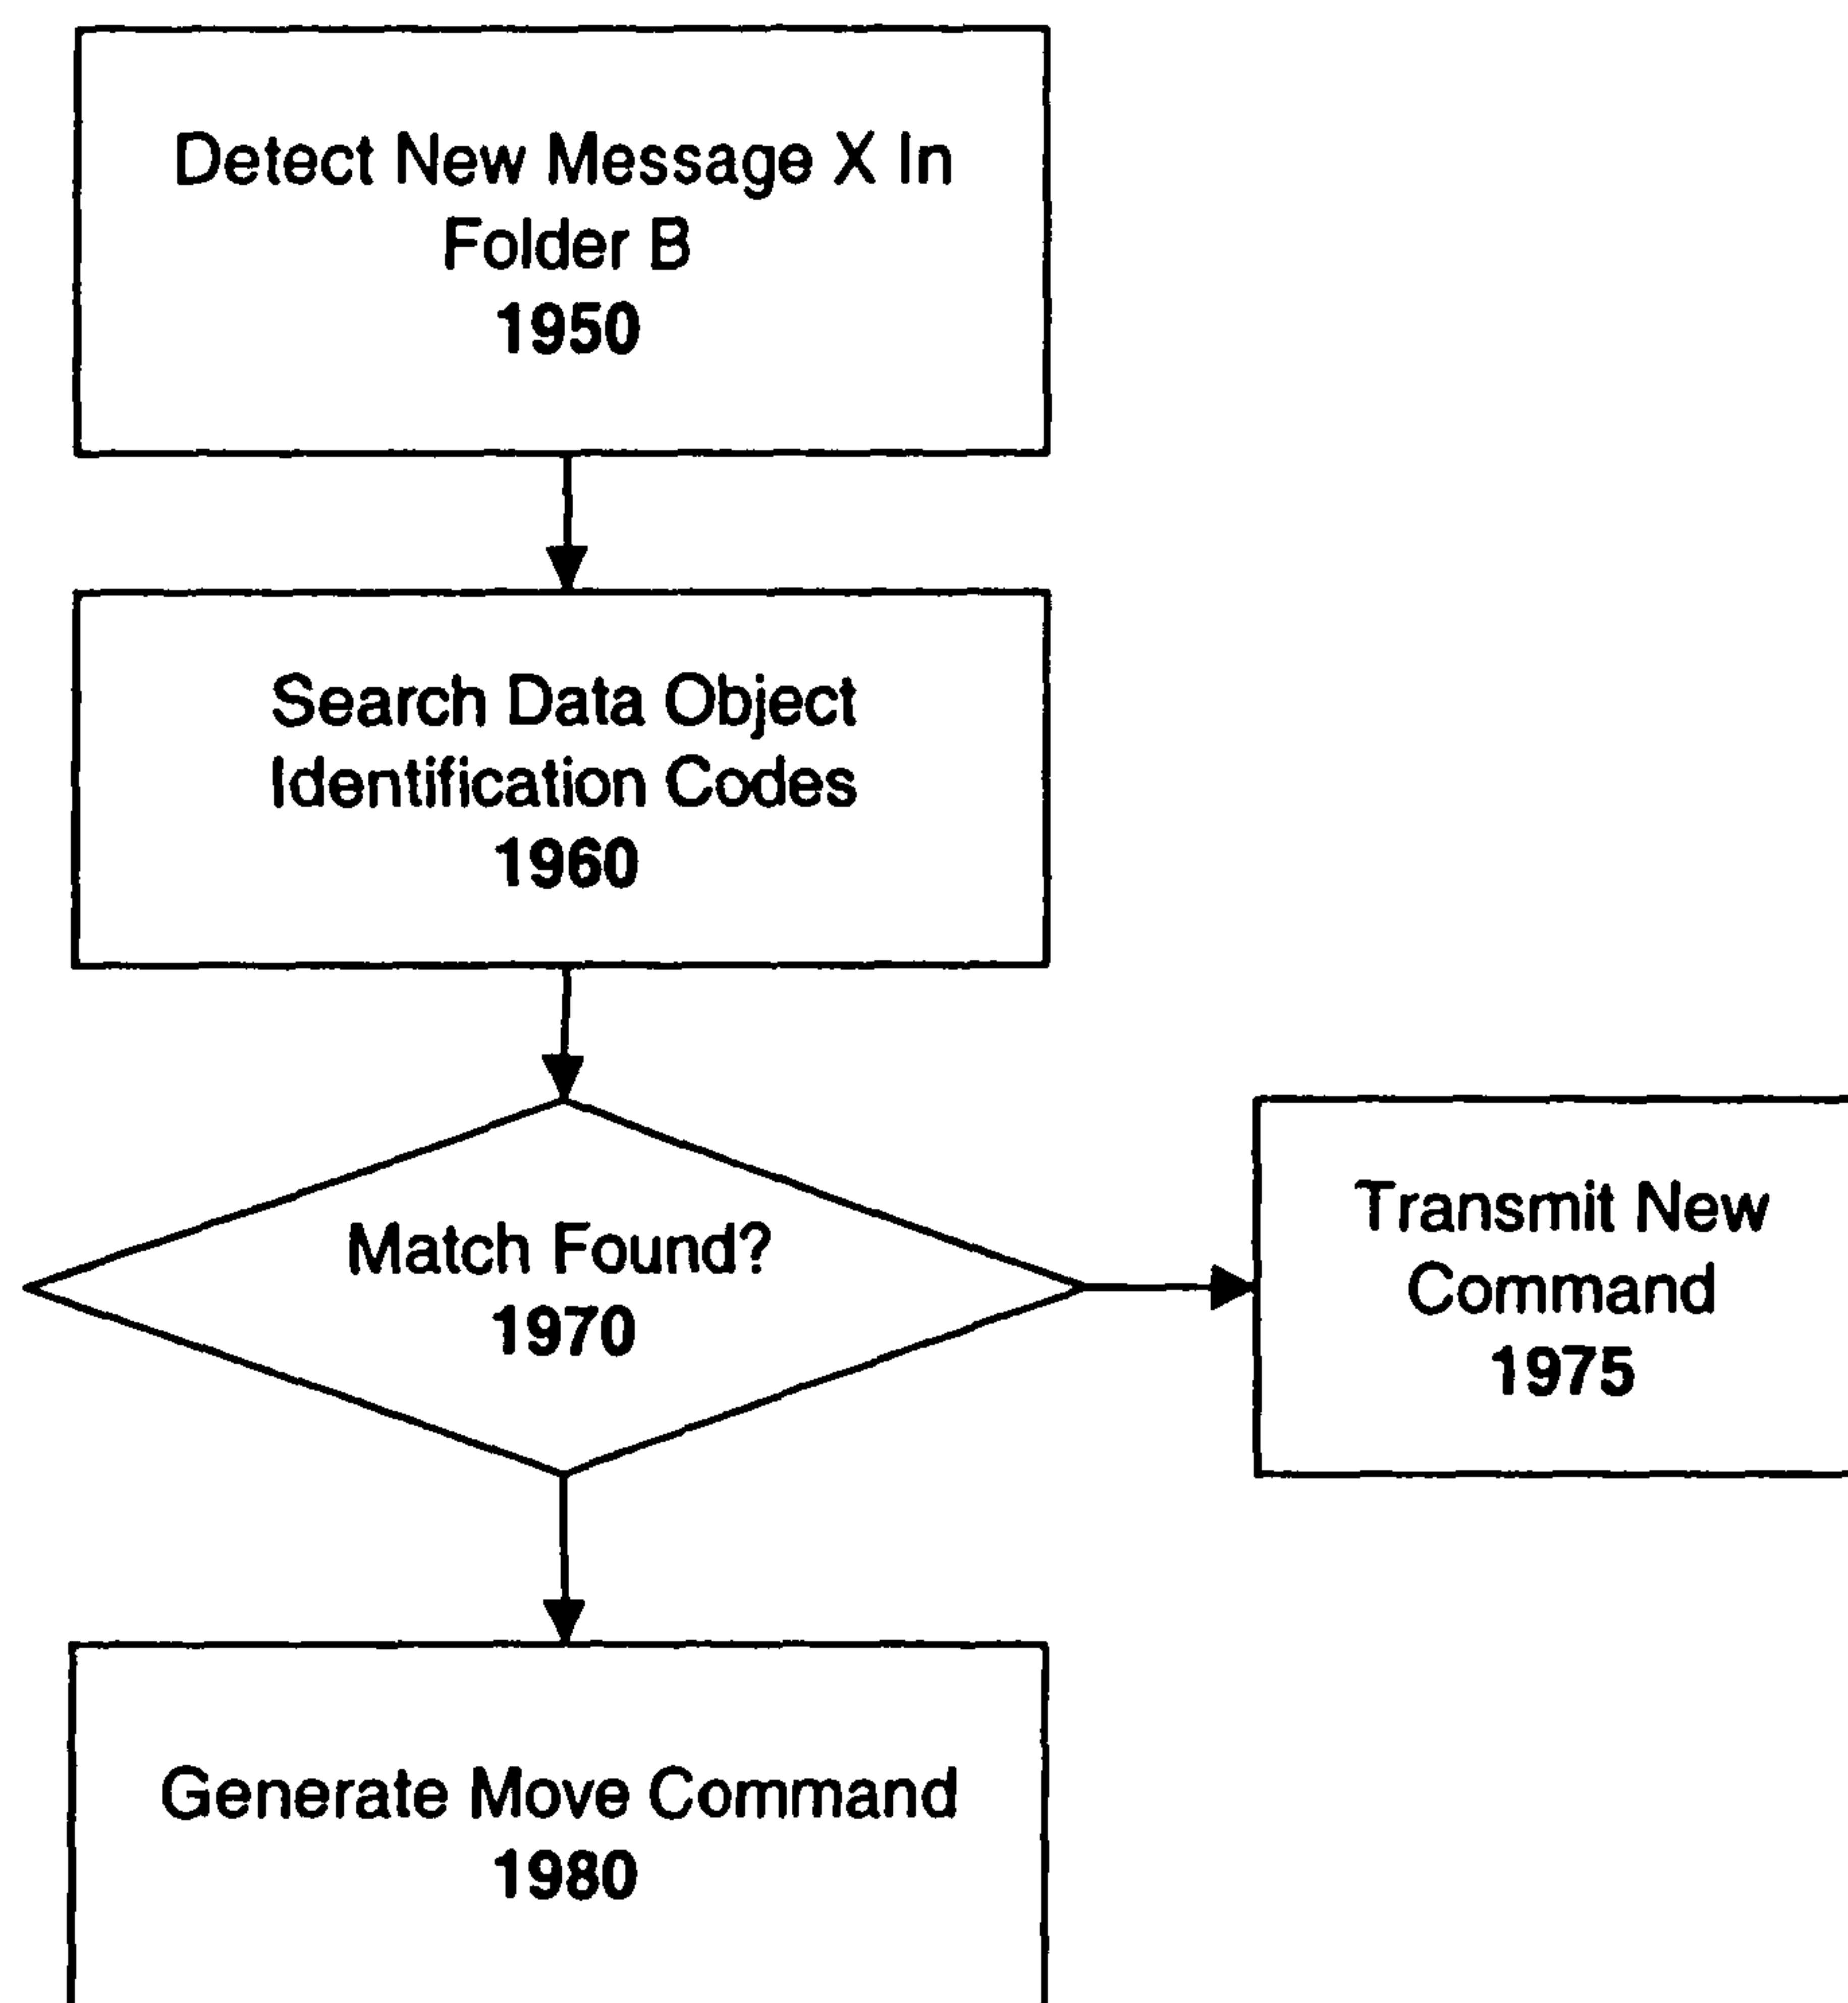 Detect New Message X In
Folder B
1950
Search Data Object
Identification Codes
1960
Match Found?
1970
Transmit New
Command
1975
Generate Move Command
1980